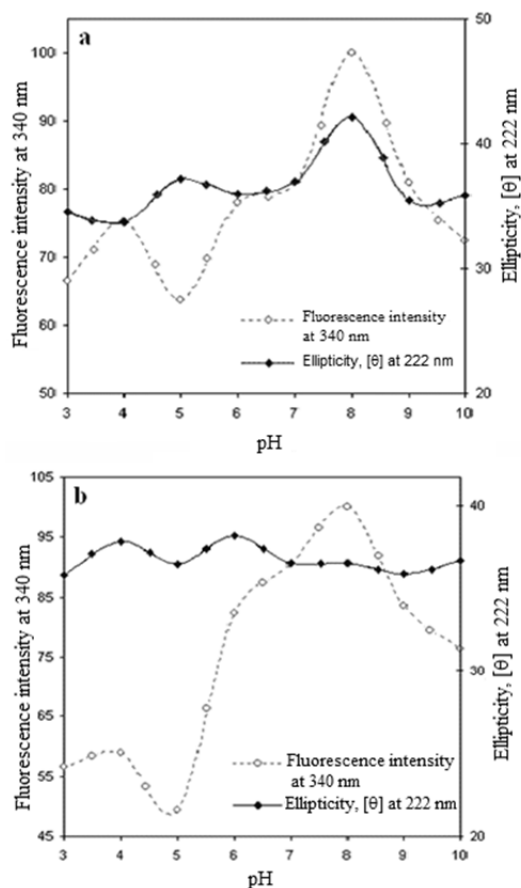 a
Fluorescence intensity at 340 nm
100
90
80
70
60
50
50
40
30
20
Ellipticity, [θ] at 222 nm
Fluorescence intensity
at 340 nm
Ellipticity, [θ] at 222 nm
3 4 5 6 7 8 9 10
pH
b
Fluorescence intensity at 340 nm
105
95
85
75
65
55
45
40
30
20
Ellipticity, [θ] at 222 nm
Fluorescence intensity
at 340 nm
Ellipticity, [θ] at 222 nm
3 4 5 6 7 8 9 10
pH